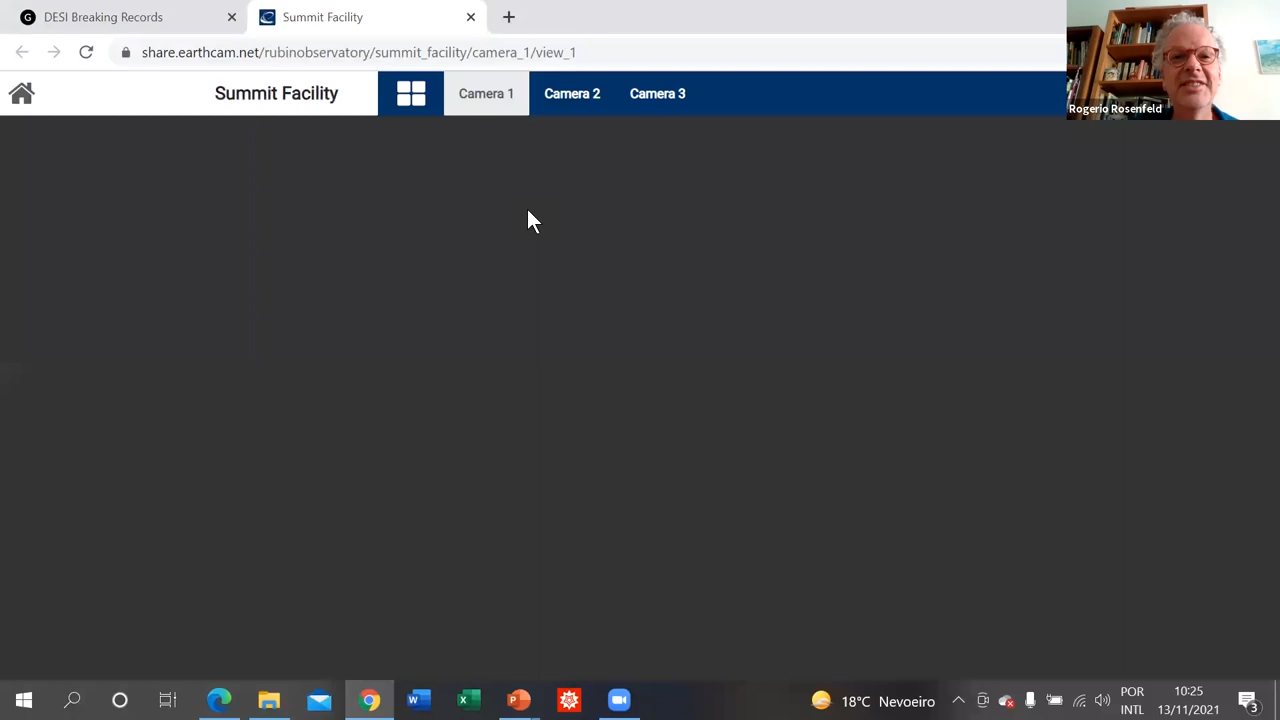 DESI Breaking Records
Summit Facility
share.earthcam.net/rubinobservatory/summit_facility/camera_1/view_1
Summit Facility
Camera 1
Camera 2
Camera 3
Rogerio Rosenfeld
18°C Nevoeiro
POR
INTL
10:25
13/11/2021
3